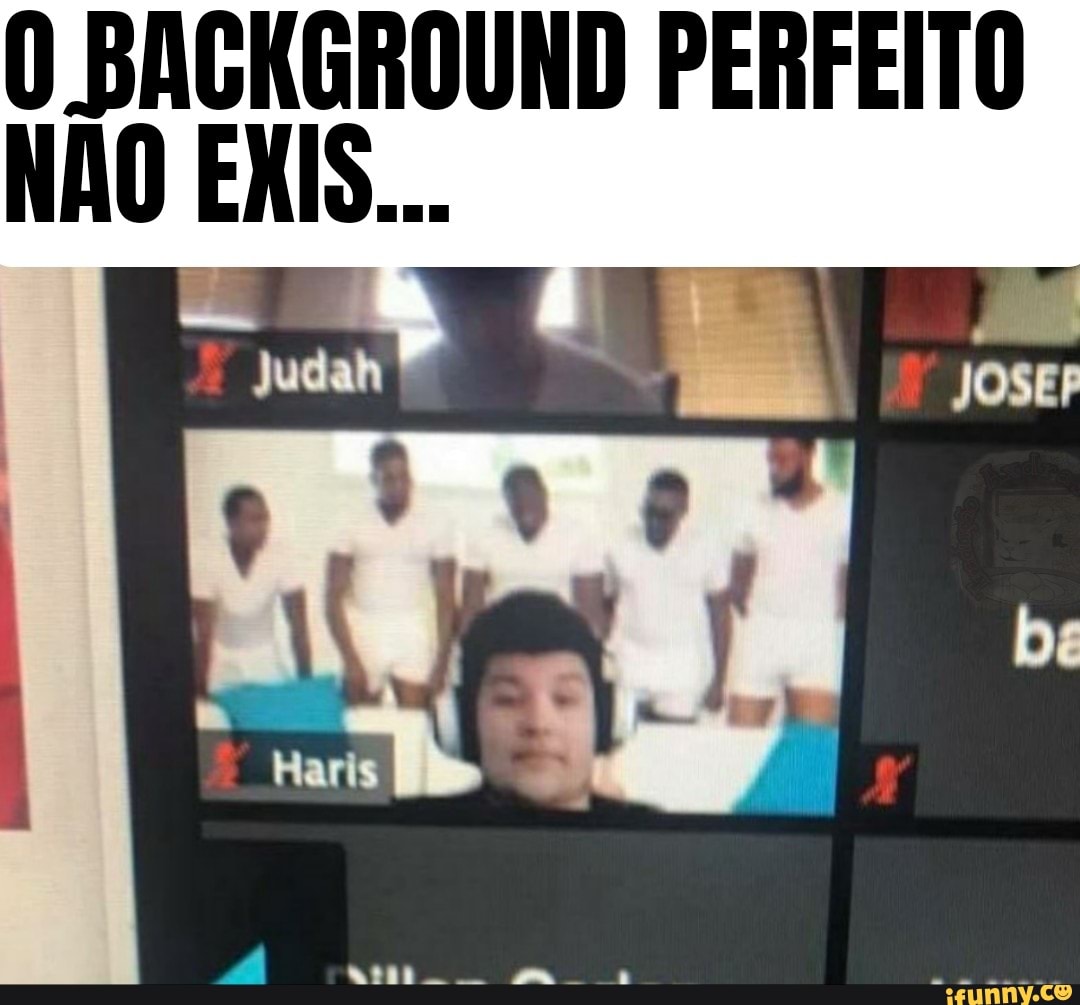 O BACKGROUND PERFEITO
NÃO EXIS...
Judah
JOSEP
Haris
ba
ifunny.co